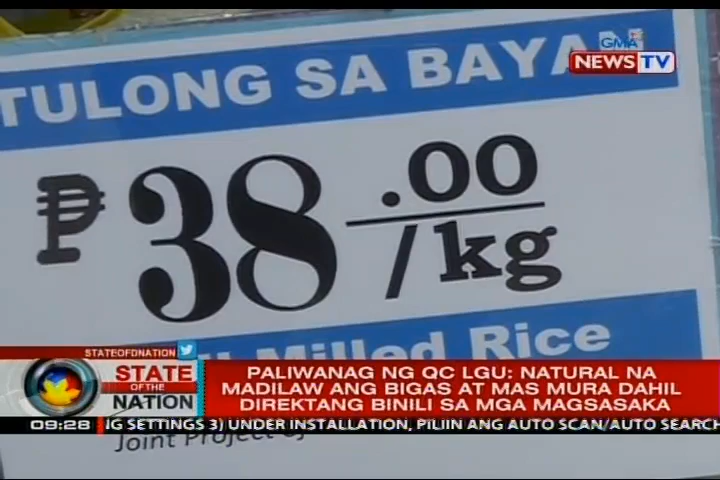 TULONG SA BAYA
GMA
NEWS TV
₱38.00/kg
Milled Rice
STATEOFDNATION
STATE OF THE NATION
PALIWANAG NG QC LGU: NATURAL NA
MADILAW ANG BIGAS AT MAS MURA DAHIL
DIREKTANG BINILI SA MGA MAGSASAKA
09:28
IG SETTINGS 3) UNDER INSTALLATION, PILIIN ANG AUTO SCAN/AUTO SEARCH
Joint Project